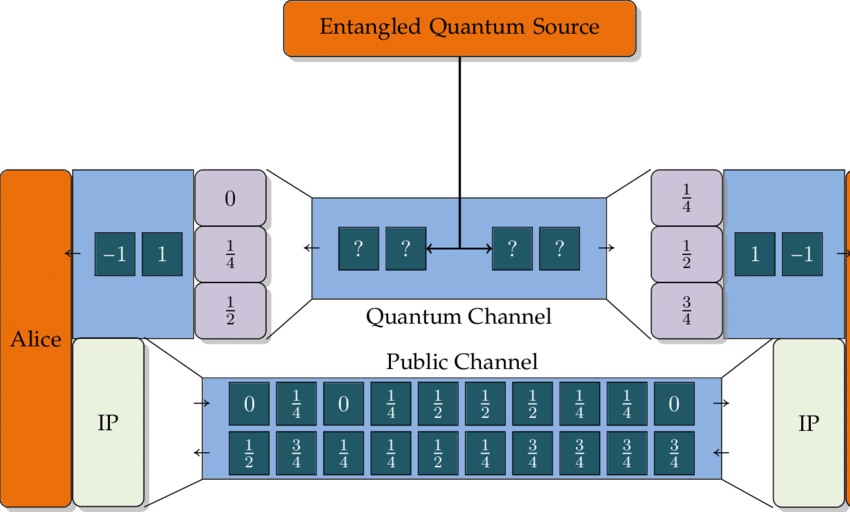 Entangled Quantum Source
0 1/4
–1 1 1/4 ? ? ? ? 1/2 1 –1
1/2 3/4
Quantum Channel
Alice
Public Channel
IP 0 1/4 0 1/4 1/2 1/2 1/2 1/4 1/4 0 IP
1/2 3/4 1/4 1/4 1/2 1/4 3/4 3/4 3/4 3/4